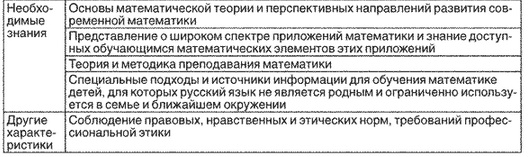 Необхо-
димые
знания
Основы математической теории и перспективных направлений развития сов-
ременной математики
Представление о широком спектре приложений математики и знание доступ-
ных обучающимся математических элементов этих приложений
Теория и методика преподавания математики
Специальные подходы и источники информации для обучения математике
детей, для которых русский язык не является родным и ограниченно использу-
ется в семье и ближайшем окружении
Другие
характе-
ристики
Соблюдение правовых, нравственных и этических норм, требований профес-
сиональной этики